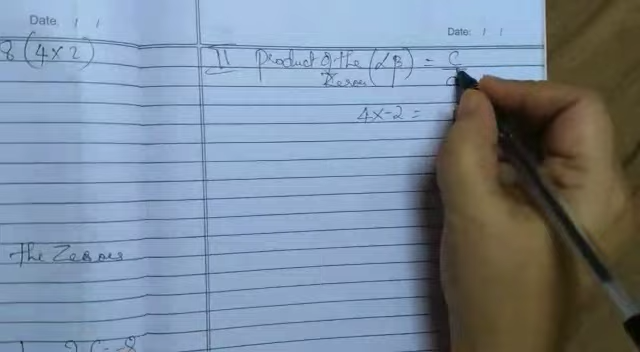 Date: / /
Date: / /
8 (4×2)
II Product of the (αβ) = c
Zeroes
4×-2 =
the Zeroes